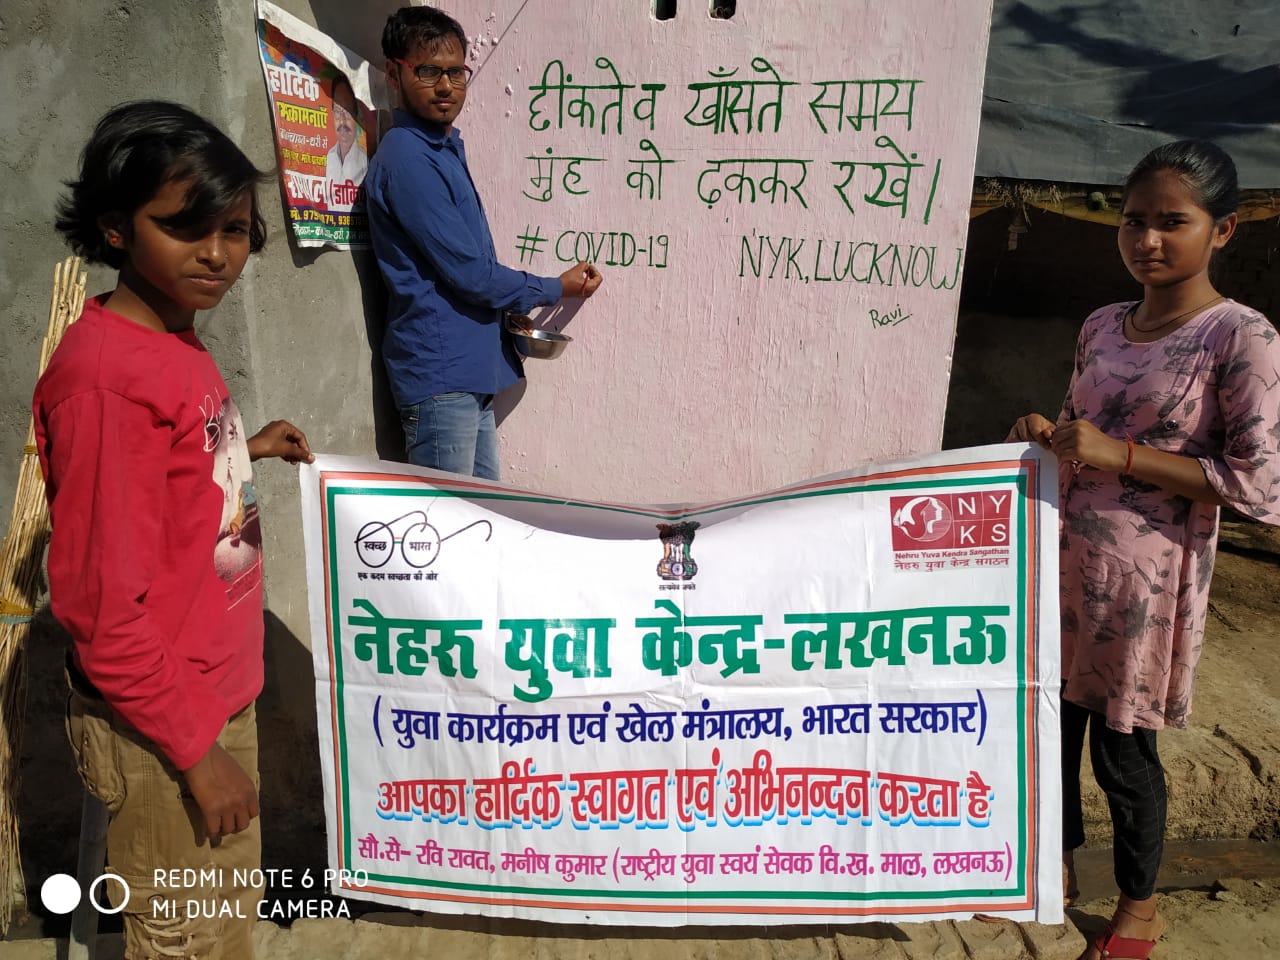 छींकते व खाँसते समय
मुंह को ढ़ककर रखें।
# COVID-19 NYK, LUCKNOW
Ravi
हार्दिक
रापाल (डाकि
स्वच्छ भारत
एक कदम स्वच्छता की ओर
NYKS
Nehru Yuva Kendra Sangathan
नेहरु युवा केन्द्र संगठन
नेहरु युवा केन्द्र-लखनऊ
( युवा कार्यक्रम एवं खेल मंत्रालय, भारत सरकार)
आपका हार्दिक स्वागत एवं अभिनन्दन करता है
सौ.से- रवि रावत, मनीष कुमार (राष्ट्रीय युवा स्वयं सेवक वि.ख. माल, लखनऊ)
REDMI NOTE 6 PRO
MI DUAL CAMERA